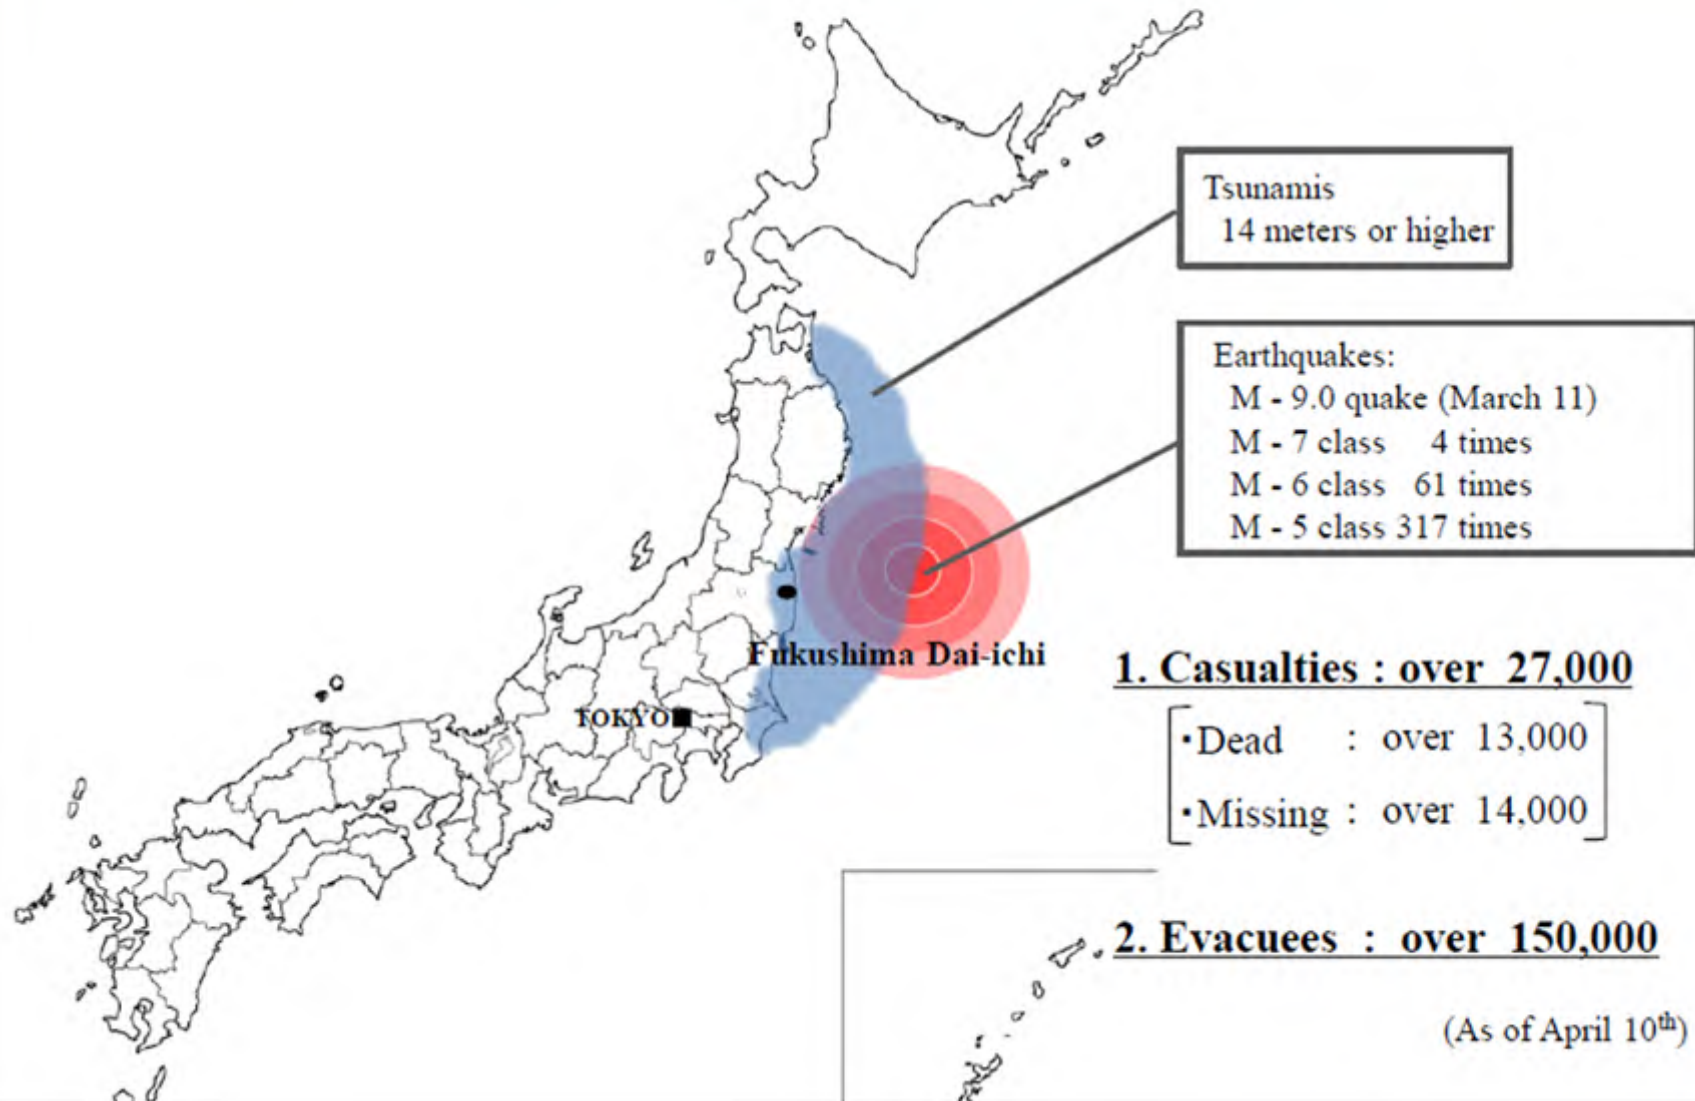 Tsunamis
14 meters or higher
Earthquakes:
M - 9.0 quake (March 11)
M - 7 class 4 times
M - 6 class 61 times
M - 5 class 317 times
Fukushima Dai-ichi
TOKYO
1. Casualties : over 27,000
・Dead : over 13,000
・Missing : over 14,000
2. Evacuees : over 150,000
(As of April 10th)